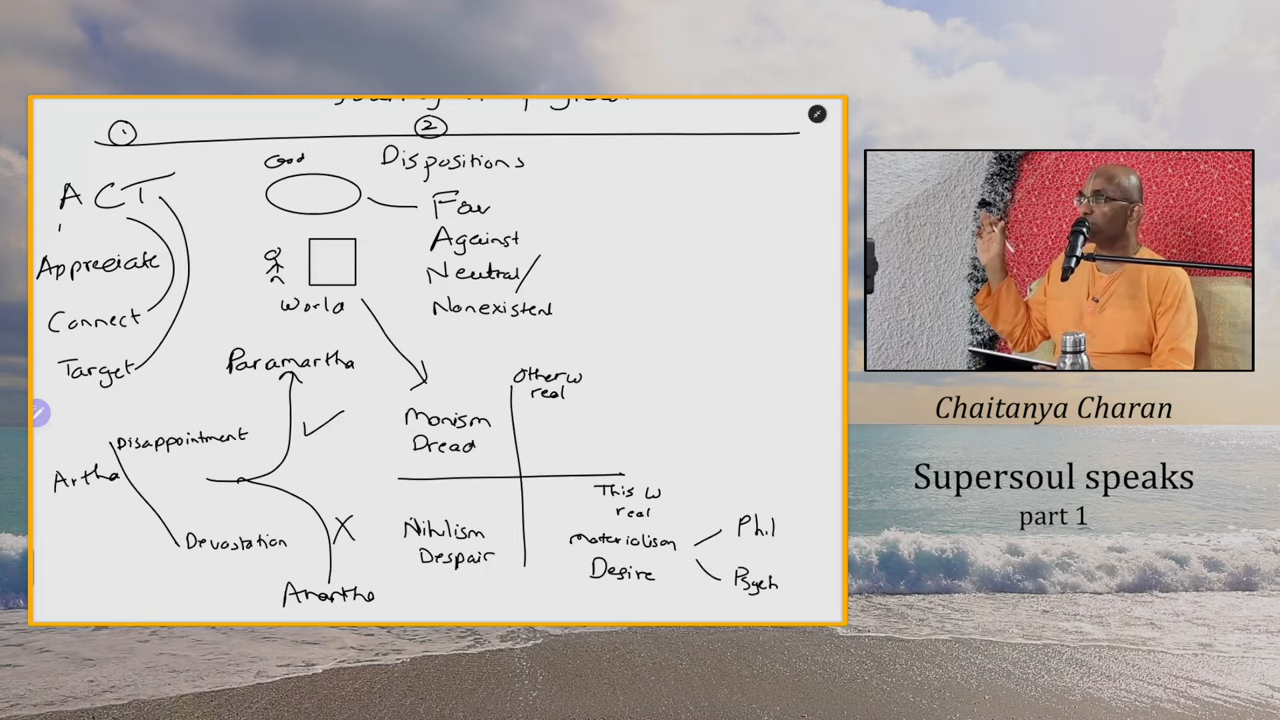 1
2
God
Dispositions
ACT
For
Against
Appreciate
Neutral/
Nonexistent
World
Connect
Target
Paramartha
Other W
real
Monism
Dread
Disappointment
Artha
This W
real
Nihilism
Despair
materialism
Desire
Phil
Psych
Devastation
X
Anartha
Chaitanya Charan
Supersoul speaks
part 1